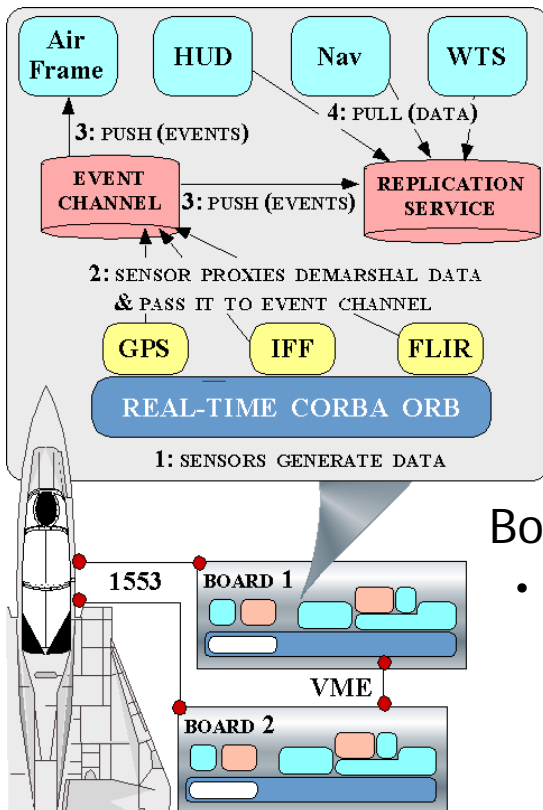 Air
Frame
HUD
Nav
WTS
4: PULL (DATA)
3: PUSH (EVENTS)
EVENT
CHANNEL
3: PUSH (EVENTS)
REPLICATION
SERVICE
2: SENSOR PROXIES DEMARSHAL DATA
& PASS IT TO EVENT CHANNEL
GPS
IFF
FLIR
REAL-TIME CORBA ORB
1: SENSORS GENERATE DATA
Bo
•
1553
BOARD 1
VME
BOARD 2